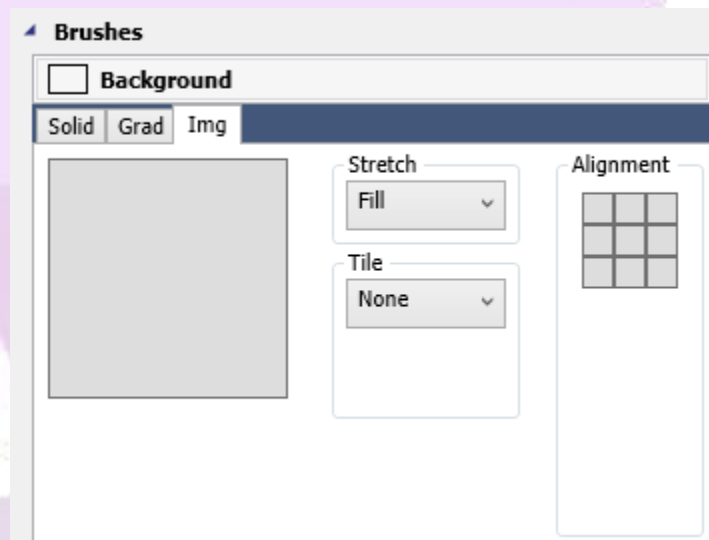 Brushes
Background
Solid Grad Img
Stretch
Fill
Tile
None
Alignment